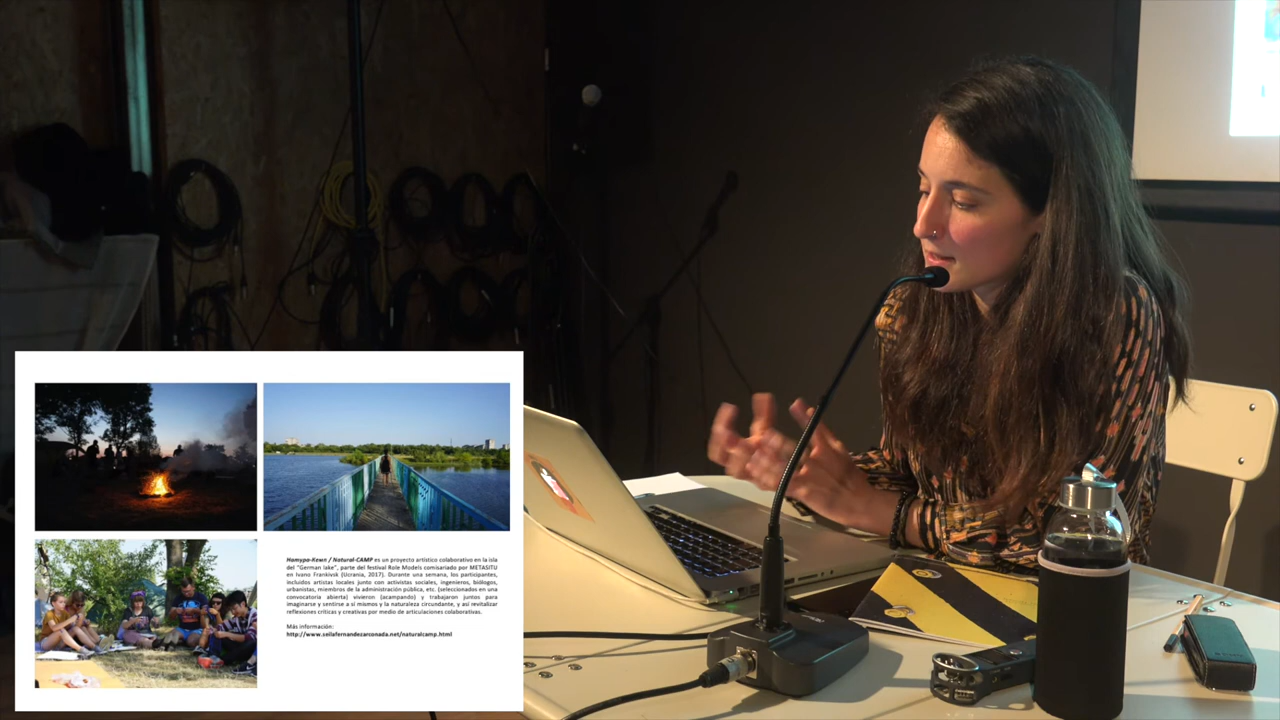 Натуро-Кемп / Natural-CAMP es un proyecto artístico colaborativo en la isla
del "German lake", parte del festival Role Models comisariado por METASITU
en Ivano Frankivsk (Ucrania, 2017). Durante una semana, los participantes,
incluidos artistas locales junto con activistas sociales, ingenieros, biólogos,
urbanistas, miembros de la administración pública, etc. (seleccionados en una
convocatoria abierta) vivieron (acampando) y trabajaron juntos para
imaginarse y sentirse a sí mismos y la naturaleza circundante, y así revitalizar
reflexiones críticas y creativas por medio de articulaciones colaborativas.
Más información:
http://www.seilafernandezarconada.net/naturalcamp.html